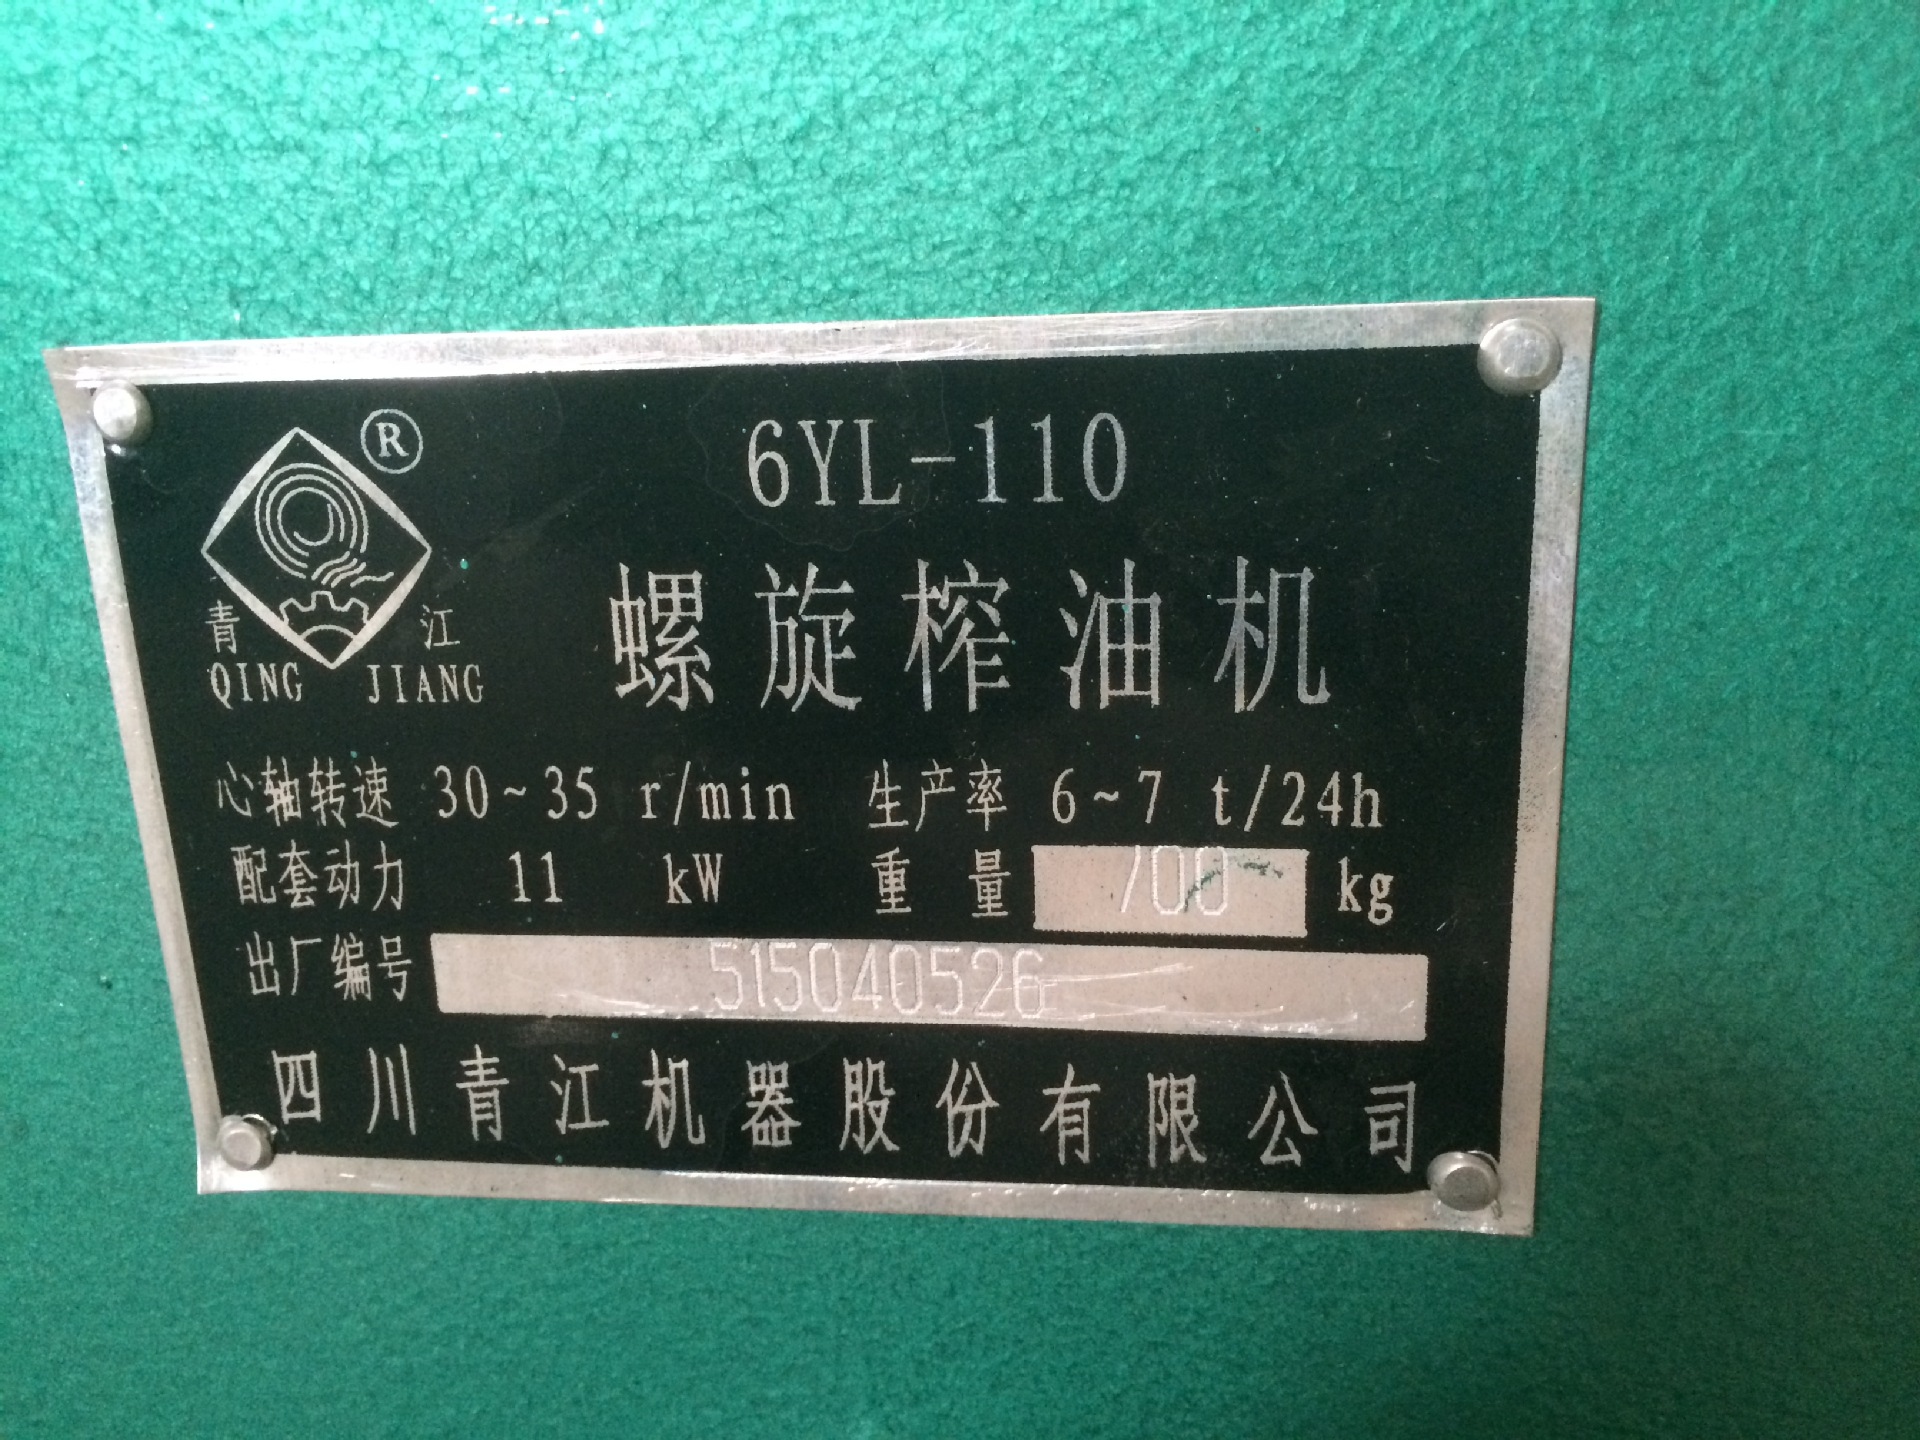 ®
6YL-110
青 江
QING JIANG
螺旋榨油机
心轴转速 30~35 r/min 生产率 6~7 t/24h
配套动力 11 kW 重量 700 kg
出厂编号 515040526
四川青江机器股份有限公司